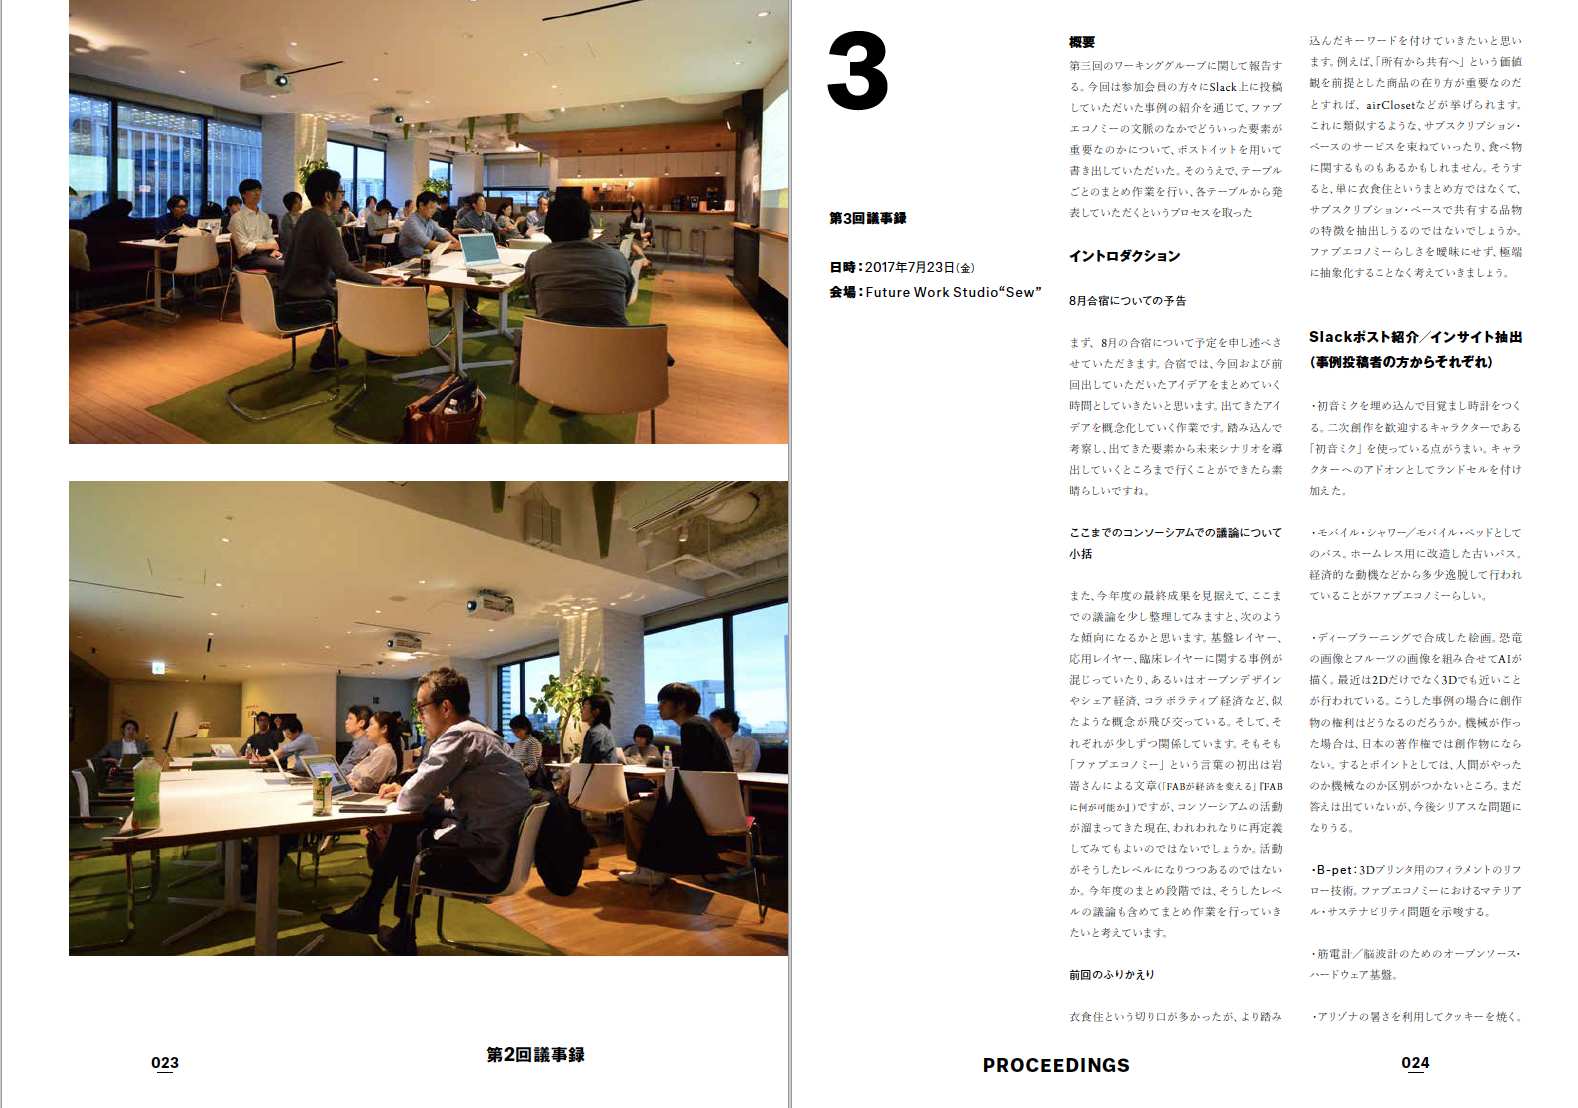 023
第2回議事録
3
第3回議事録
日時：2017年7月23日（金）
会場：Future Work Studio“Sew”
概要
第三回のワーキンググループに関して報告す
る。今回は参加会員の方々にSlack上に投稿
していただいた事例の紹介を通じて、ファブ
エコノミーの文脈のなかでどういった要素が
重要なのかについて、ポストイットを用いて
書き出していただいた。そのうえで、テーブル
ごとのまとめ作業を行い、各テーブルから発
表していただくというプロセスを取った
イントロダクション
8月合宿についての予告
まず、8月の合宿について予定を申し述べさ
せていただきます。合宿では、今回および前
回出していただいたアイデアをまとめていく
時間としていきたいと思います。出てきたアイ
デアを概念化していく作業です。踏み込んで
考察し、出てきた要素から未来シナリオを導
出していくところまで行くことができたら素
晴らしいですね。
ここまでのコンソーシアムでの議論について
小括
また、今年度の最終成果を見据えて、ここま
での議論を少し整理してみますと、次のよう
な傾向になるかと思います。基盤レイヤー、
応用レイヤー、臨床レイヤーに関する事例が
混じっていたり、あるいはオープンデザイン
やシェア経済、コラボラティブ経済など、似
たような概念が飛び交っている。そして、そ
れぞれが少しずつ関係しています。そもそも
「ファブエコノミー」という言葉の初出は岩
嵜さんによる文章（「FABが経済を変える」『FAB
に何が可能か』）ですが、コンソーシアムの活動
が溜まってきた現在、われわれなりに再定義
してみてもよいのではないでしょうか。活動
がそうしたレベルになりつつあるのではない
か。今年度のまとめ段階では、そうしたレベ
ルの議論も含めてまとめ作業を行っていき
たいと考えています。
前回のふりかえり
衣食住という切り口が多かったが、より踏み
込んだキーワードを付けていきたいと思い
ます。例えば、「所有から共有へ」という価値
観を前提とした商品の在り方が重要なのだ
とすれば、airClosetなどが挙げられます。
これに類似するような、サブスクリプション・
ベースのサービスを束ねていったり、食べ物
に関するものもあるかもしれません。そうす
ると、単に衣食住というまとめ方ではなくて、
サブスクリプション・ベースで共有する品物
の特徴を抽出しうるのではないでしょうか。
ファブエコノミーらしさを曖昧にせず、極端
に抽象化することなく考えていきましょう。
Slackポスト紹介／インサイト抽出
（事例投稿者の方からそれぞれ）
・初音ミクを埋め込んで目覚まし時計をつく
る。二次創作を歓迎するキャラクターである
「初音ミク」を使っている点がうまい。キャラ
クターへのアドオンとしてランドセルを付け
加えた。
・モバイル・シャワー／モバイル・ベッドとして
のバス。ホームレス用に改造した古いバス。
経済的な動機などから多少逸脱して行われ
ていることがファブエコノミーらしい。
・ディープラーニングで合成した絵画。恐竜
の画像とフルーツの画像を組み合せてAIが
描く。最近は2Dだけでなく3Dでも近いこと
が行われている。こうした事例の場合に創作
物の権利はどうなるのだろうか。機械が作っ
た場合は、日本の著作権では創作物になら
ない。するとポイントとしては、人間がやった
のか機械なのか区別がつかないところ。まだ
答えは出ていないが、今後シリアスな問題に
なりうる。
・B-pet：3Dプリンタ用のフィラメントのリフ
ロー技術。ファブエコノミーにおけるマテリア
ル・サステナビリティ問題を示唆する。
・筋電計／脳波計のためのオープンソース・
ハードウェア基盤。
・アリゾナの暑さを利用してクッキーを焼く。
PROCEEDINGS
024